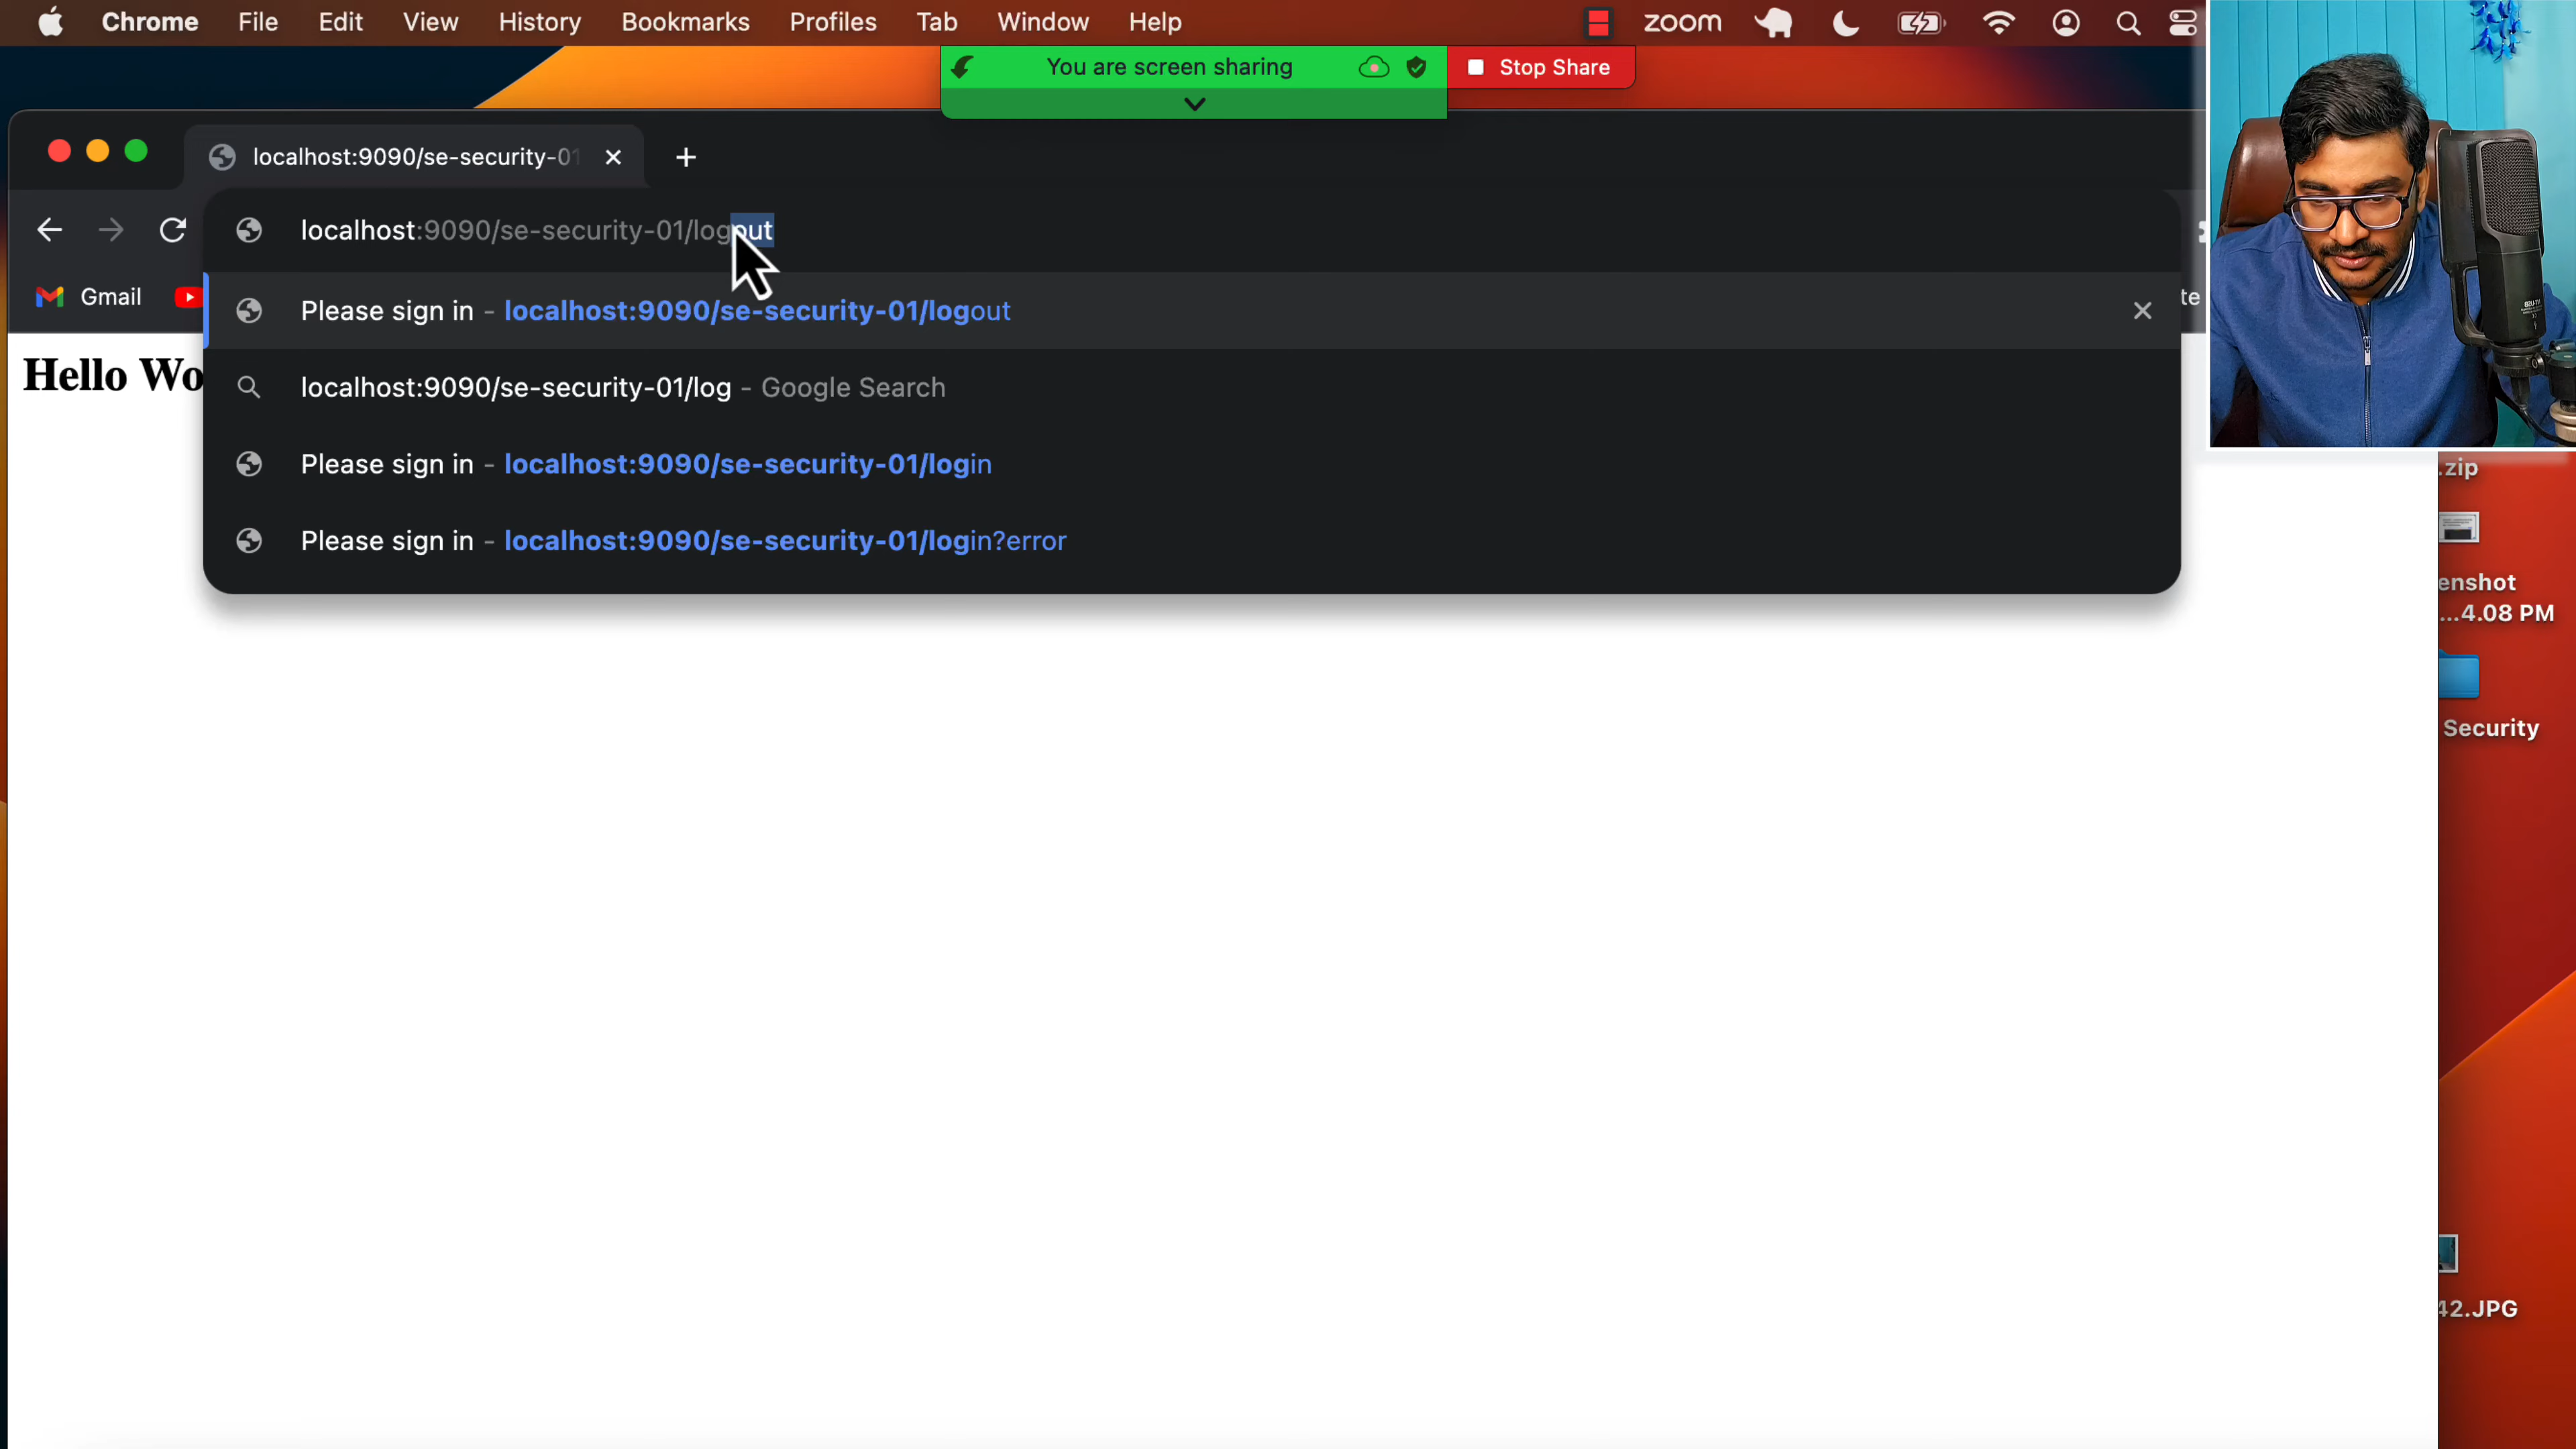 Chrome File Edit View History Bookmarks Profiles Tab Window Help zoom
You are screen sharing Stop Share
localhost:9090/se-security-01
localhost:9090/se-security-01/logout
Gmail
Please sign in - localhost:9090/se-security-01/logout
te
Hello Wo
localhost:9090/se-security-01/log - Google Search
Please sign in - localhost:9090/se-security-01/login
.zip
Please sign in - localhost:9090/se-security-01/login?error
enshot
...4.08 PM
Security
42.JPG